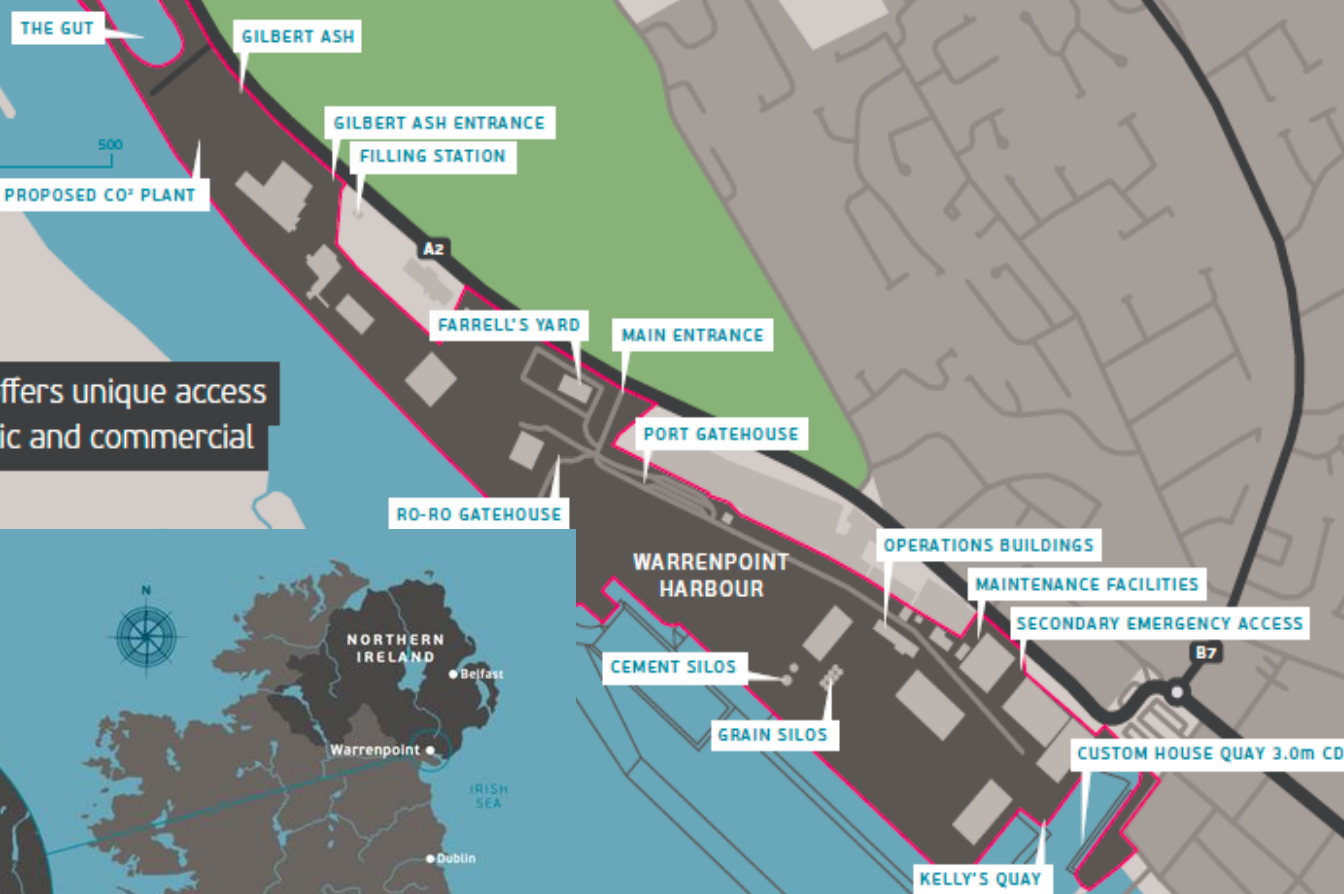 THE GUT
GILBERT ASH
GILBERT ASH ENTRANCE
500
FILLING STATION
PROPOSED CO² PLANT
A2
FARRELL'S YARD
MAIN ENTRANCE
ffers unique access
ic and commercial
PORT GATEHOUSE
RO-RO GATEHOUSE
OPERATIONS BUILDINGS
WARRENPOINT
HARBOUR
MAINTENANCE FACILITIES
SECONDARY EMERGENCY ACCESS
B7
CEMENT SILOS
GRAIN SILOS
CUSTOM HOUSE QUAY 3.0m CD
KELLY'S QUAY
N
NORTHERN
IRELAND
Belfast
Warrenpoint
IRISH
SEA
Dublin